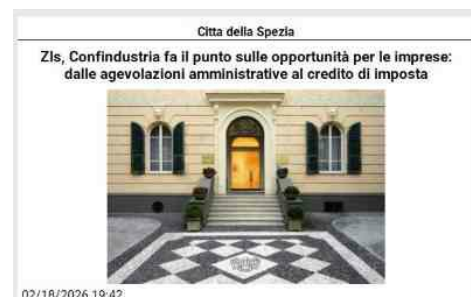 Citta della Spezia
Zls, Confindustria fa il punto sulle opportunità per le imprese:
dalle agevolazioni amministrative al credito di imposta
02/18/2026 19:42